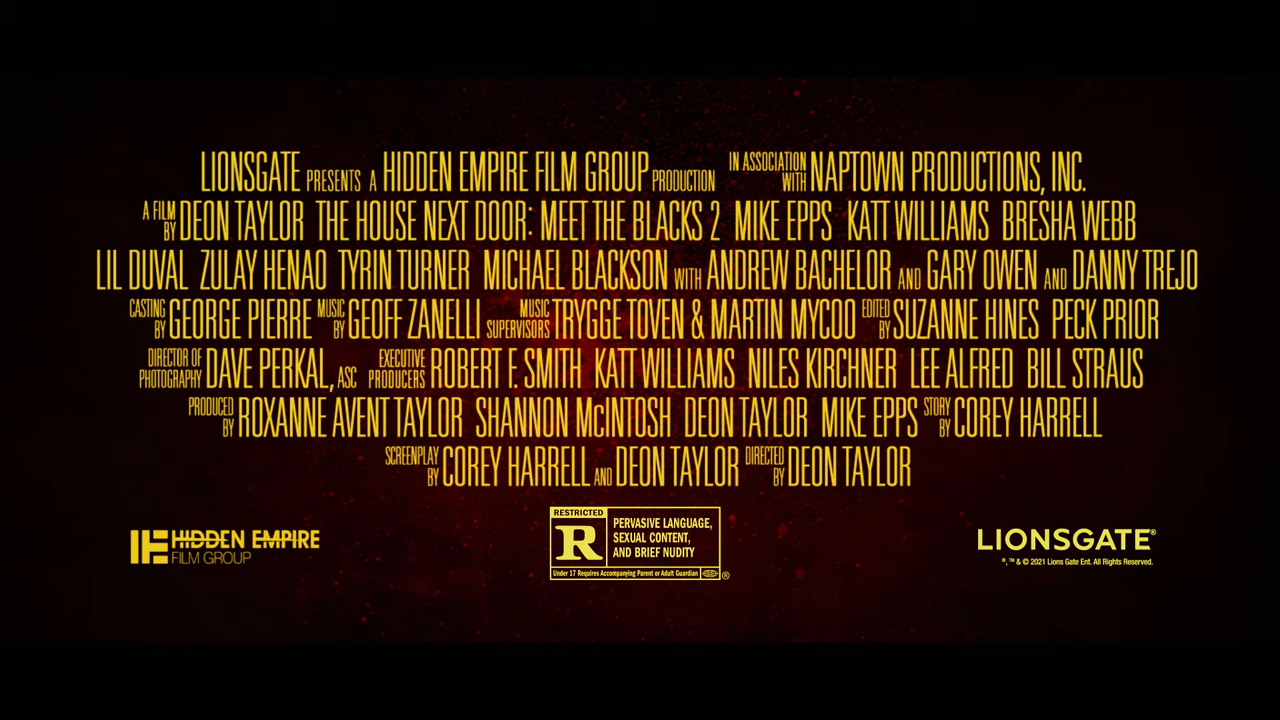 LIONSGATE PRESENTS A HIDDEN EMPIRE FILM GROUP PRODUCTION IN ASSOCIATION WITH NAPTOWN PRODUCTIONS, INC.
A FILM BY DEON TAYLOR THE HOUSE NEXT DOOR: MEET THE BLACKS 2 MIKE EPPS KATT WILLIAMS BRESHA WEBB
LIL DUVAL ZULAY HENAO TYRIN TURNER MICHAEL BLACKSON WITH ANDREW BACHELOR AND GARY OWEN AND DANNY TREJO
CASTING BY GEORGE PIERRE MUSIC BY GEOFF ZANELLI MUSIC SUPERVISORS TRYGGE TOVEN & MARTIN MYCOO EDITED BY SUZANNE HINES PECK PRIOR
DIRECTOR OF PHOTOGRAPHY DAVE PERKAL, ASC EXECUTIVE PRODUCERS ROBERT F. SMITH KATT WILLIAMS NILES KIRCHNER LEE ALFRED BILL STRAUS
PRODUCED BY ROXANNE AVENT TAYLOR SHANNON McINTOSH DEON TAYLOR MIKE EPPS STORY BY COREY HARRELL
SCREENPLAY BY COREY HARRELL AND DEON TAYLOR DIRECTED BY DEON TAYLOR
HIDDEN EMPIRE
FILM GROUP
RESTRICTED
R
PERVASIVE LANGUAGE,
SEXUAL CONTENT,
AND BRIEF NUDITY
Under 17 Requires Accompanying Parent or Adult Guardian
®
LIONSGATE®
®, ™ & © 2021 Lions Gate Ent. All Rights Reserved.